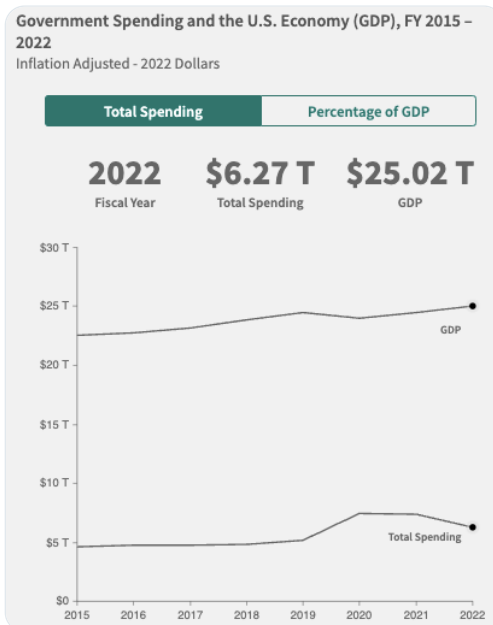 Government Spending and the U.S. Economy (GDP), FY 2015 –
2022
Inflation Adjusted - 2022 Dollars
Total Spending Percentage of GDP
2022 $6.27 T $25.02 T
Fiscal Year Total Spending GDP
$30 T
$25 T
GDP
$20 T
$15 T
$10 T
$5 T
Total Spending
$0
2015 2016 2017 2018 2019 2020 2021 2022